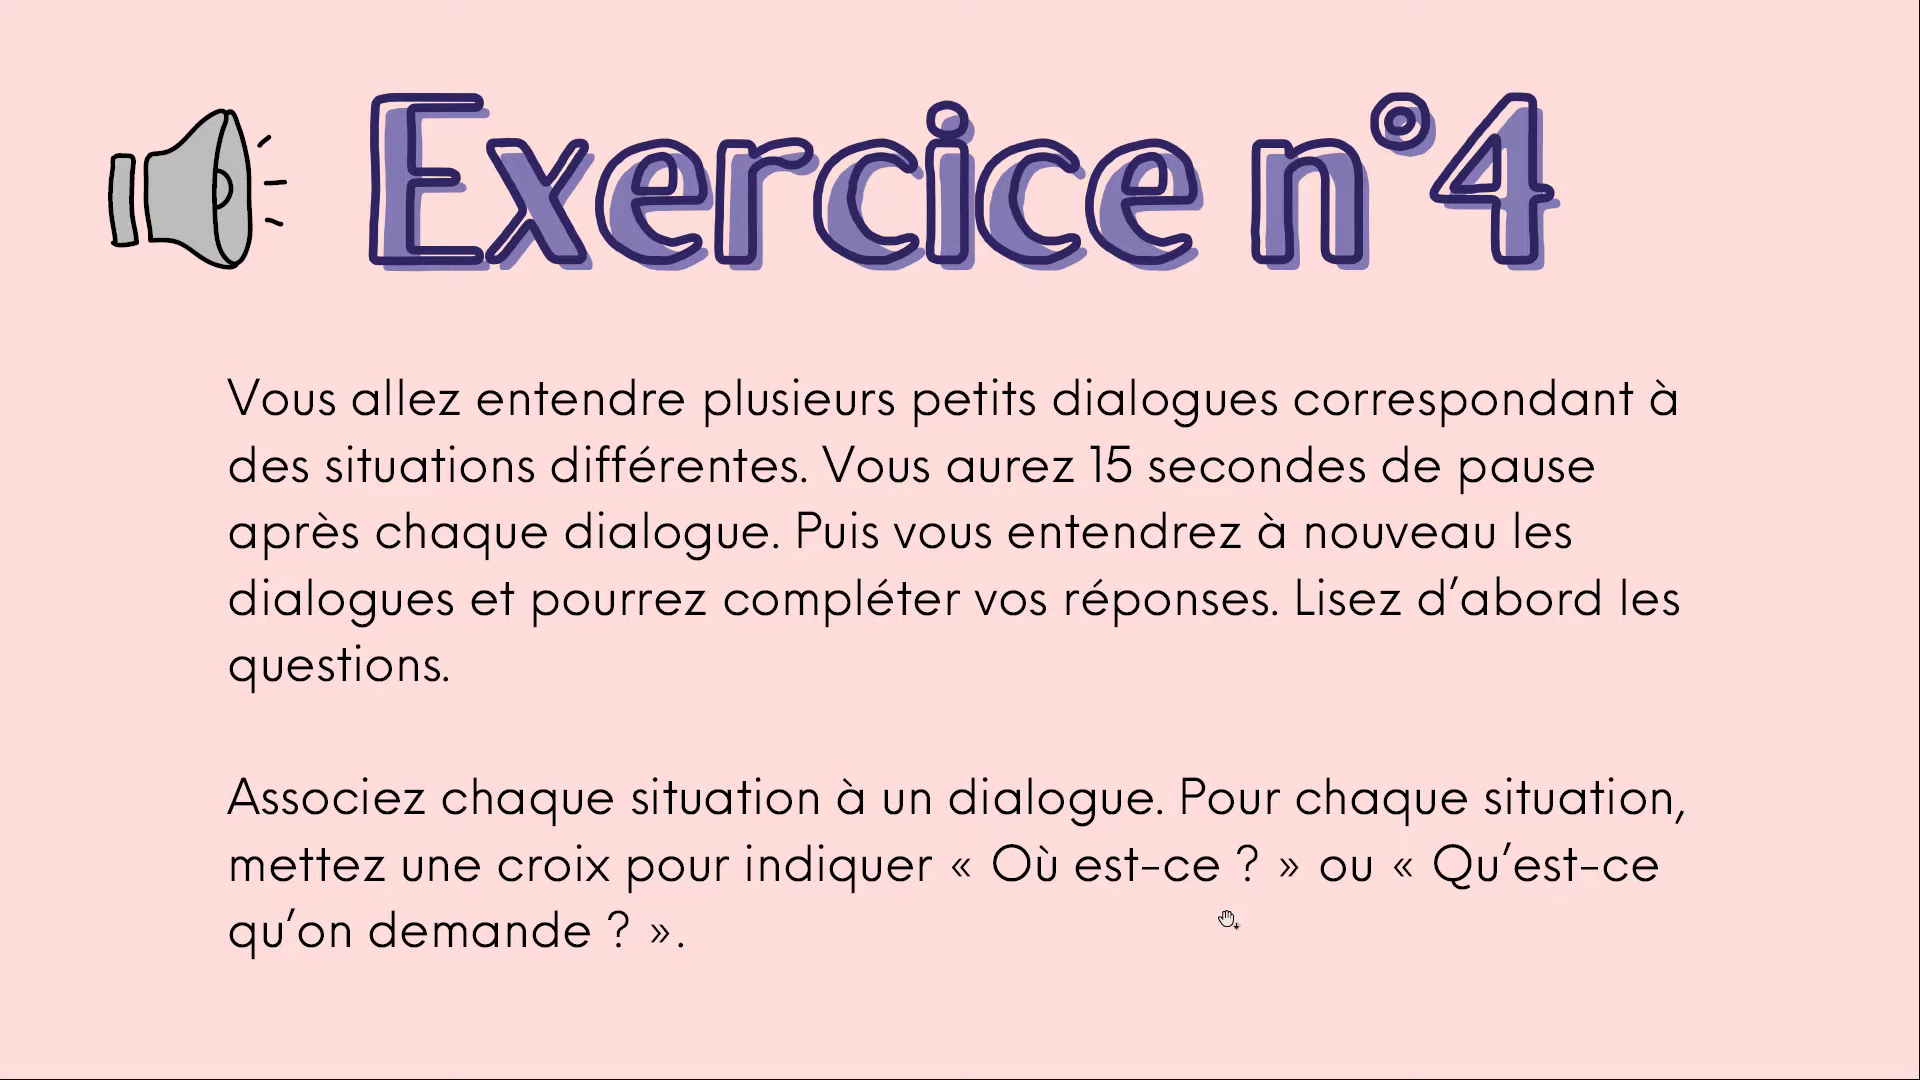 Exercice n°4
Vous allez entendre plusieurs petits dialogues correspondant à
des situations différentes. Vous aurez 15 secondes de pause
après chaque dialogue. Puis vous entendrez à nouveau les
dialogues et pourrez compléter vos réponses. Lisez d’abord les
questions.
Associez chaque situation à un dialogue. Pour chaque situation,
mettez une croix pour indiquer « Où est-ce ? » ou « Qu’est-ce
qu’on demande ? ».